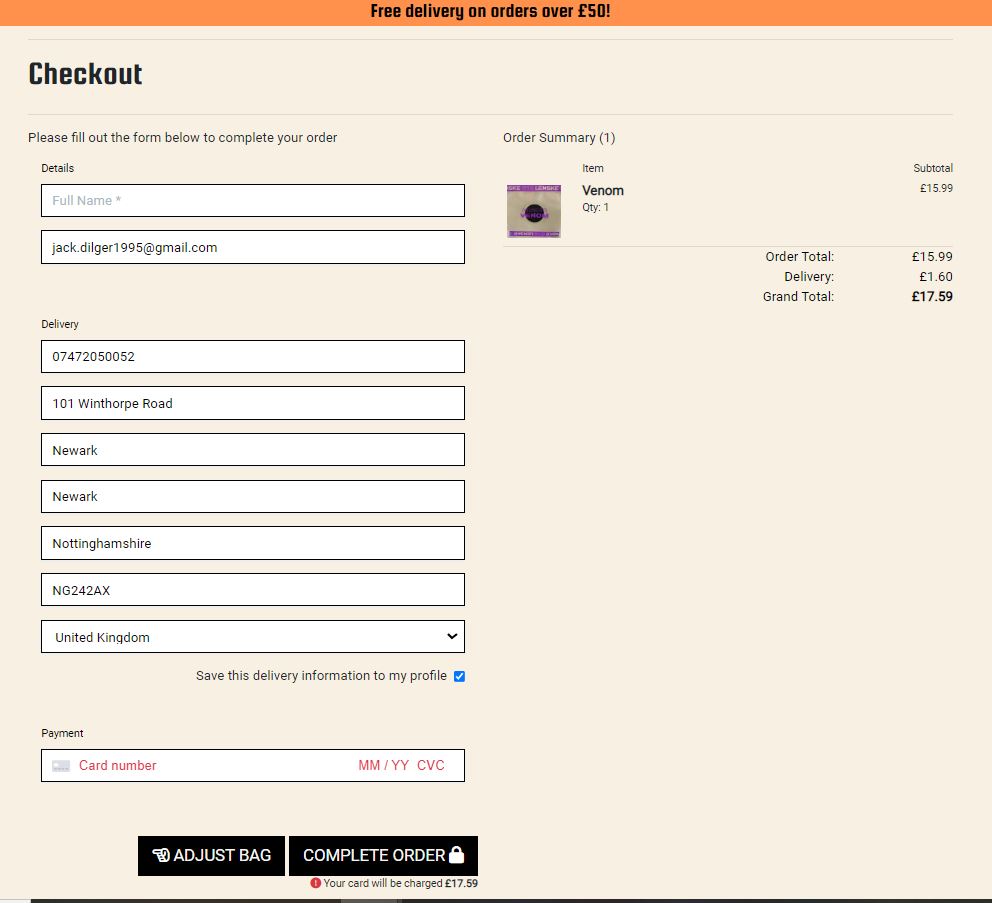 Free delivery on orders over £50!
Checkout
Please fill out the form below to complete your order
Details
Full Name *
jack.dilger1995@gmail.com
Delivery
07472050052
101 Winthorpe Road
Newark
Newark
Nottinghamshire
NG242AX
United Kingdom
Save this delivery information to my profile
Payment
Card number MM / YY CVC
ADJUST BAG COMPLETE ORDER
Your card will be charged £17.59
Order Summary (1)
Item Subtotal
Venom £15.99
Qty: 1
LENSKE
VENOM
Order Total: £15.99
Delivery: £1.60
Grand Total: £17.59